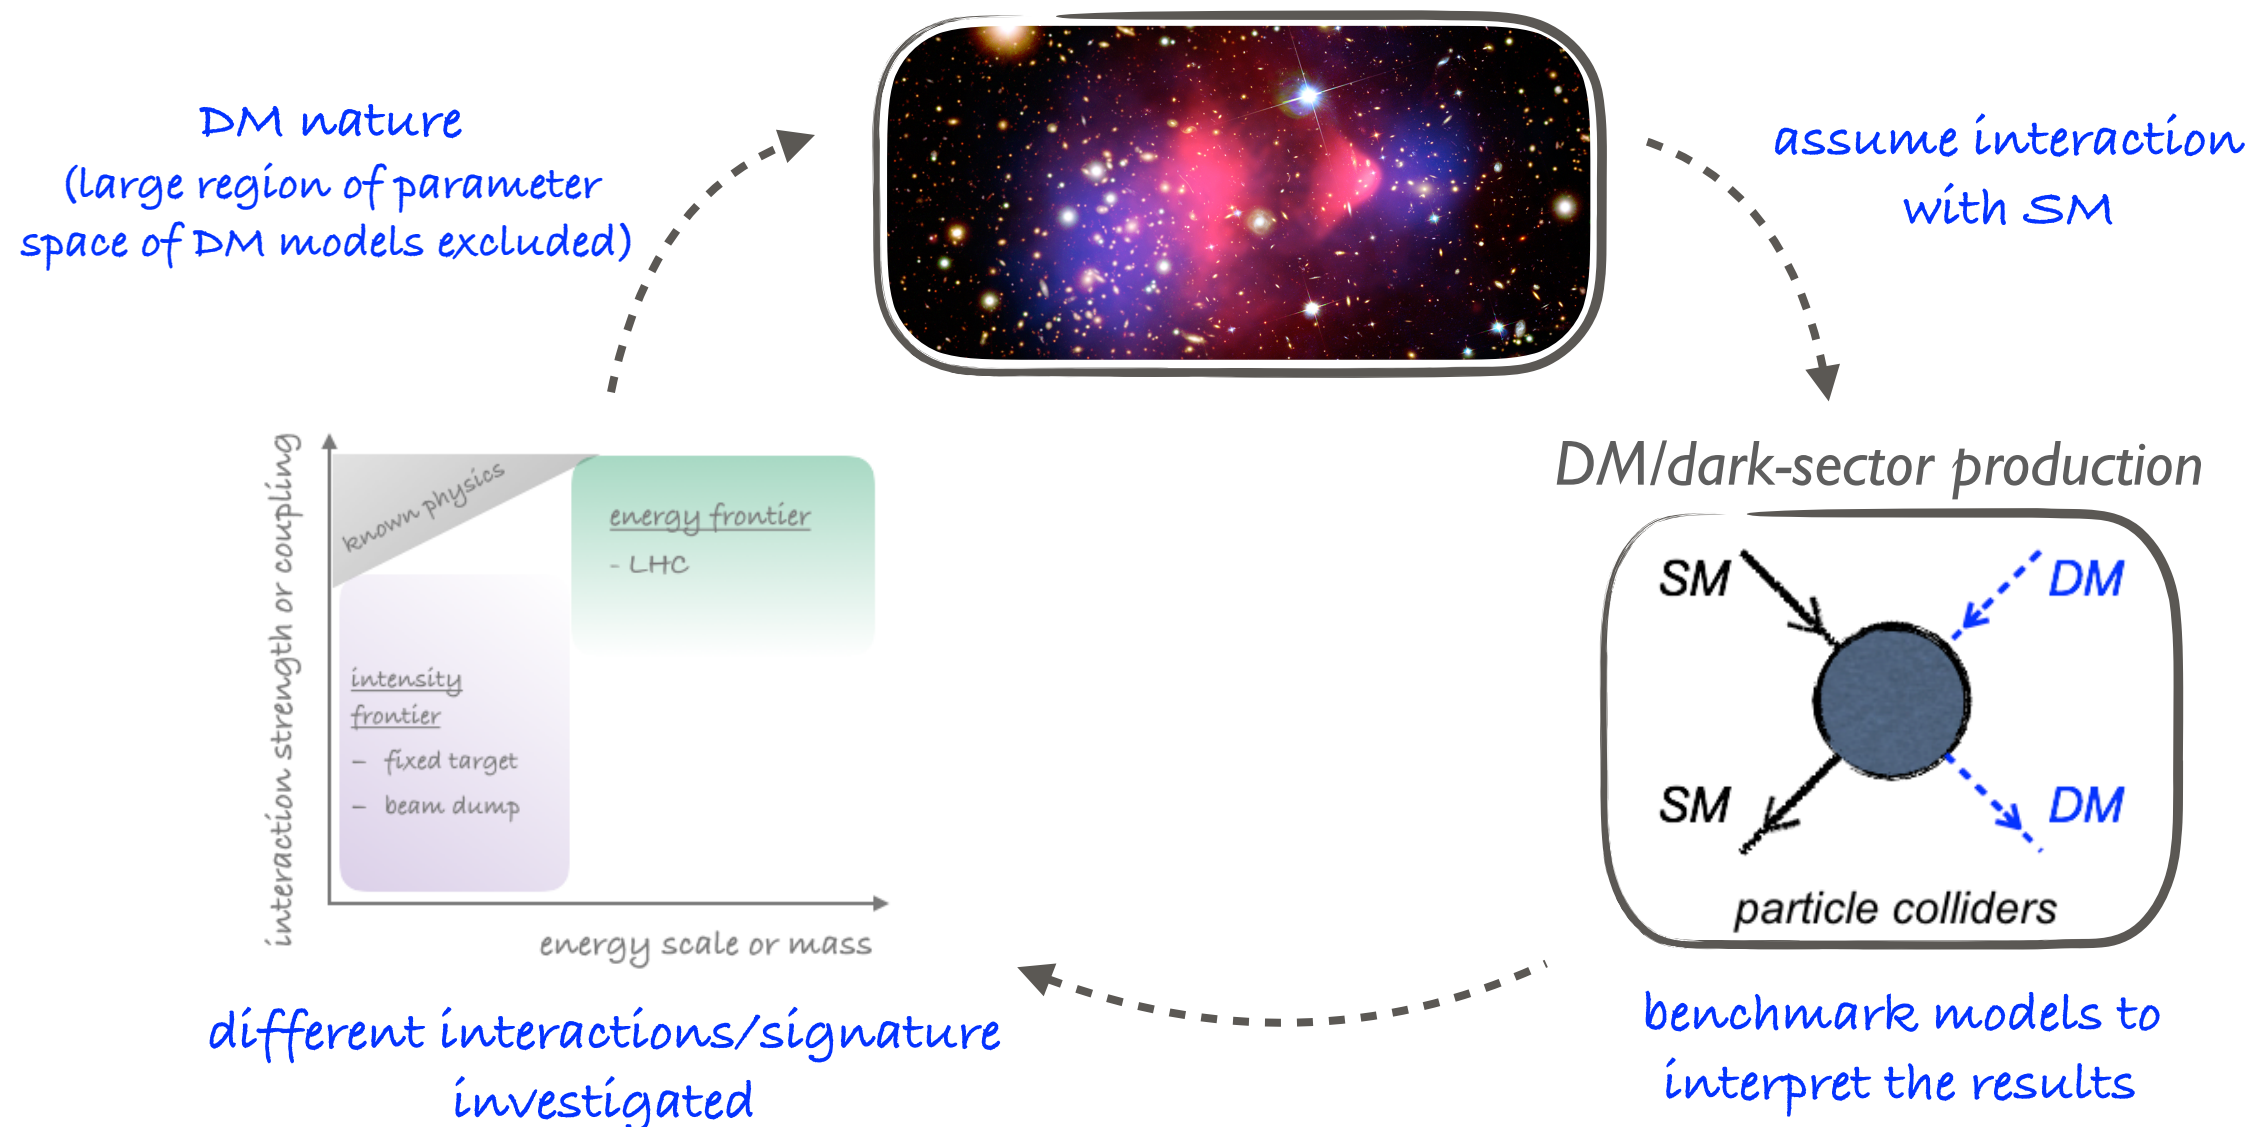 DM nature
(large region of parameter
space of DM models excluded)
assume interaction
with SM
DM/dark-sector production
SM
DM
SM
DM
particle colliders
benchmark models to
interpret the results
interaction strength or coupling
known physics
energy frontier
- LHC
intensity
frontier
- fixed target
- beam dump
energy scale or mass
different interactions/signature
investigated